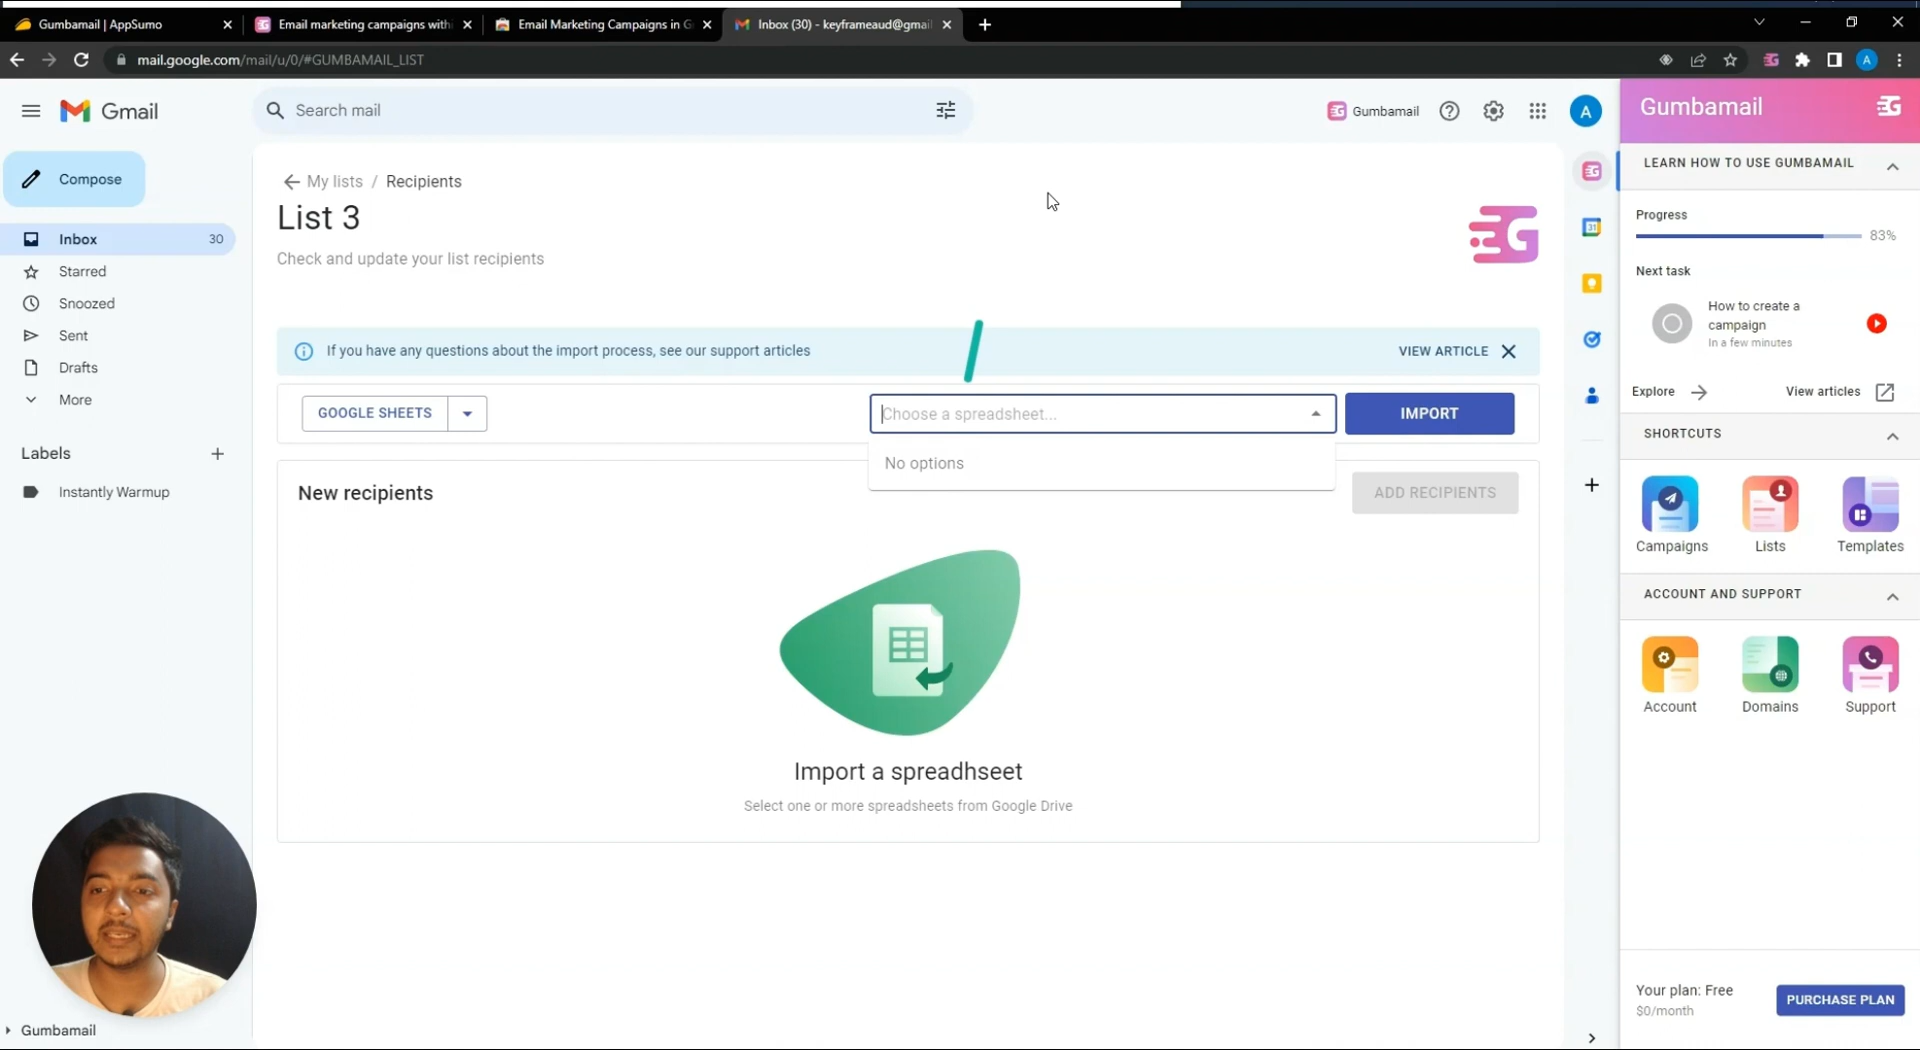 Gumbamail | AppSumo
Email marketing campaigns with
Email Marketing Campaigns in G
Inbox (30) - keyframeaud@gmail
mail.google.com/mail/u/0/#GUMBAMAIL_LIST
A
Gmail
Search mail
Gumbamail
A
Compose
Inbox 30
Starred
Snoozed
Sent
Drafts
More
Labels
Instantly Warmup
Gumbamail
My lists / Recipients
List 3
Check and update your list recipients
G
If you have any questions about the import process, see our support articles
VIEW ARTICLE
GOOGLE SHEETS
Choose a spreadsheet...
IMPORT
No options
New recipients
ADD RECIPIENTS
Import a spreadhseet
Select one or more spreadsheets from Google Drive
31
Gumbamail
LEARN HOW TO USE GUMBAMAIL
Progress
83%
Next task
How to create a
campaign
In a few minutes
Explore
View articles
SHORTCUTS
Campaigns
Lists
Templates
ACCOUNT AND SUPPORT
Account
Domains
Support
Your plan: Free
$0/month
PURCHASE PLAN